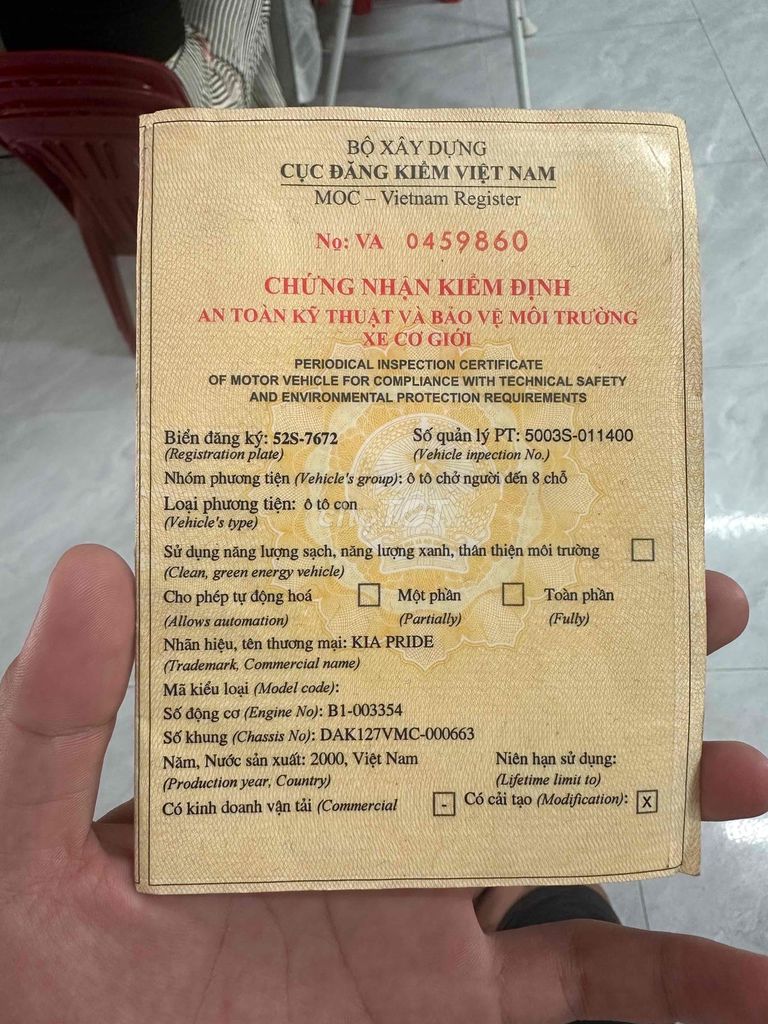 BỘ XÂY DỰNG
CỤC ĐĂNG KIỂM VIỆT NAM
MOC – Vietnam Register
Nọ: VA 0459860
CHỨNG NHẬN KIỂM ĐỊNH
AN TOÀN KỸ THUẬT VÀ BẢO VỆ MÔI TRƯỜNG
XE CƠ GIỚI
PERIODICAL INSPECTION CERTIFICATE
OF MOTOR VEHICLE FOR COMPLIANCE WITH TECHNICAL SAFETY
AND ENVIRONMENTAL PROTECTION REQUIREMENTS
Biển đăng ký: 52S-7672 Số quản lý PT: 5003S-011400
(Registration plate) (Vehicle inpection No.)
Nhóm phương tiện (Vehicle's group): ô tô chở người đến 8 chỗ
Loại phương tiện: ô tô con
(Vehicle's type)
Sử dụng năng lượng sạch, năng lượng xanh, thân thiện môi trường
(Clean, green energy vehicle)
Cho phép tự động hoá Một phần Toàn phần
(Allows automation) (Partially) (Fully)
Nhãn hiệu, tên thương mại: KIA PRIDE
(Trademark, Commercial name)
Mã kiểu loại (Model code):
Số động cơ (Engine No): B1-003354
Số khung (Chassis No): DAK127VMC-000663
Năm, Nước sản xuất: 2000, Việt Nam Niên hạn sử dụng:
(Production year, Country) (Lifetime limit to)
Có kinh doanh vận tải (Commercial - Có cải tạo (Modification): X